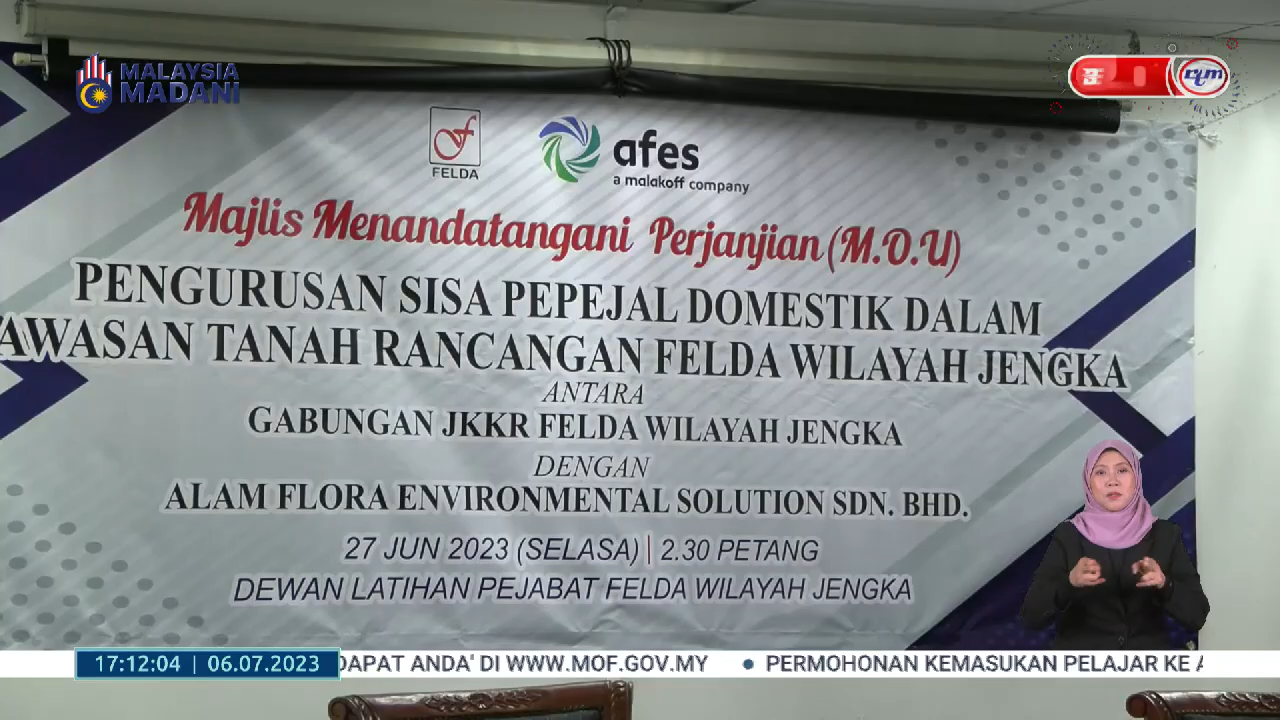 MALAYSIA
MADANI
rtm
FELDA
afes
a malakoff company
Majlis Menandatangani Perjanjian (M.O.U)
PENGURUSAN SISA PEPEJAL DOMESTIK DALAM
AWASAN TANAH RANCANGAN FELDA WILAYAH JENGKA
ANTARA
GABUNGAN JKKR FELDA WILAYAH JENGKA
DENGAN
ALAM FLORA ENVIRONMENTAL SOLUTION SDN. BHD.
27 JUN 2023 (SELASA) | 2.30 PETANG
DEWAN LATIHAN PEJABAT FELDA WILAYAH JENGKA
17:12:04 | 06.07.2023 DAPAT ANDA' DI WWW.MOF.GOV.MY • PERMOHONAN KEMASUKAN PELAJAR KE